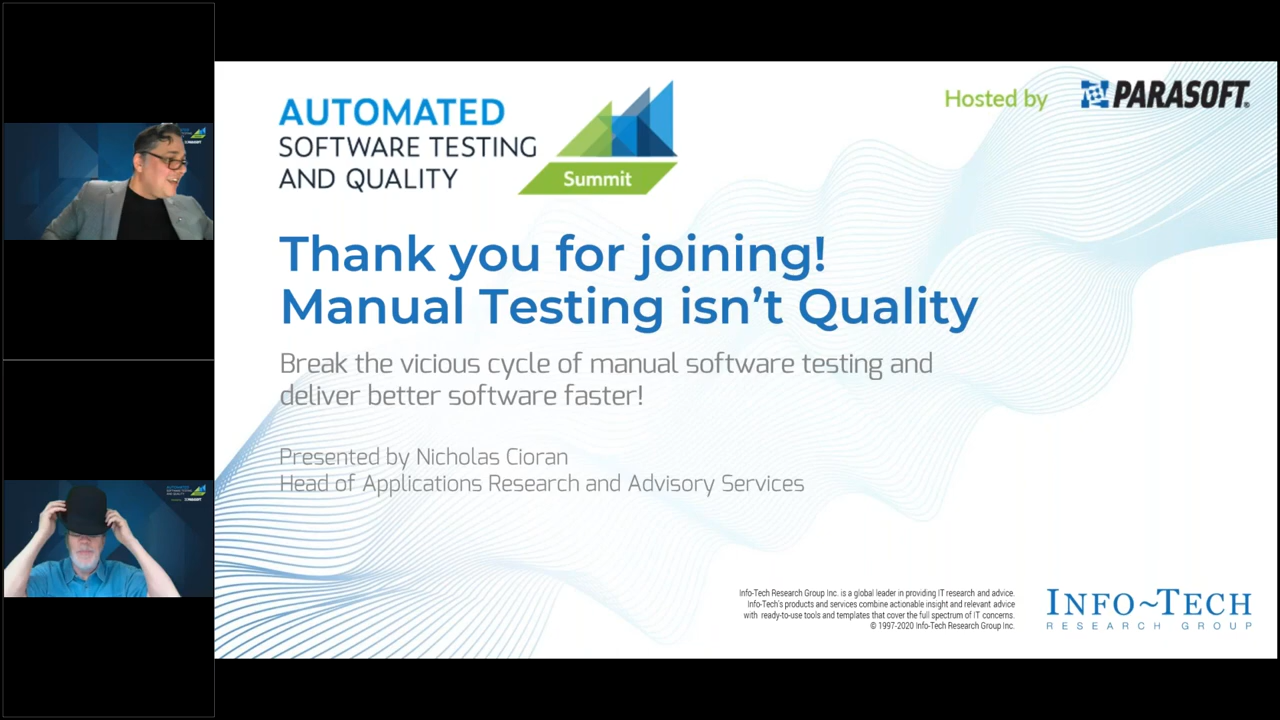 AUTOMATED
SOFTWARE TESTING
AND QUALITY
Summit
Hosted by PARASOFT
Thank you for joining!
Manual Testing isn't Quality
Break the vicious cycle of manual software testing and
deliver better software faster!
Presented by Nicholas Cioran
Head of Applications Research and Advisory Services
Info-Tech Research Group Inc. is a global leader in providing IT research and advice.
Info-Tech's products and services combine actionable insight and relevant advice
with ready-to-use tools and templates that cover the full spectrum of IT concerns.
© 1997-2020 Info-Tech Research Group Inc.
INFO~TECH
RESEARCH GROUP